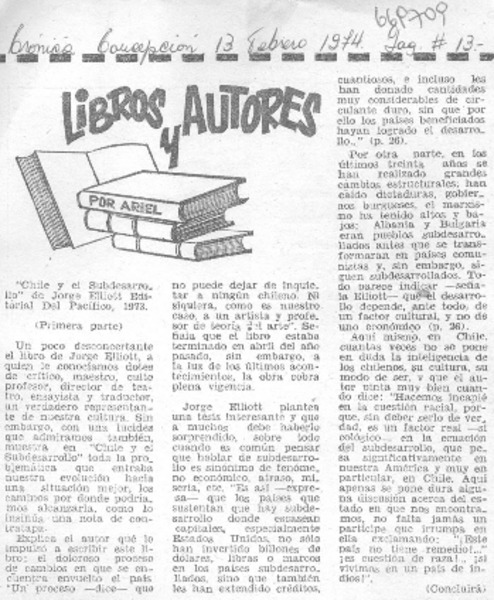 66P709
Crónica Concepción 13 Febrero 1974. Pag. # 13.-
LIBROS y AUTORES
POR ARIEL
"Chile y el Subdesarro-
llo" de Jorge Elliott Edi-
torial Del Pacífico, 1973.
(Primera parte)
Un poco desconcertante
el libro de Jorge Elliott, a
quien le conocíamos dotes
de crítico, maestro, culto
profesor, director de tea-
tro, ensayista y traductor,
un verdadero representan-
te de nuestra cultura. Sin
embargo, con una lucidez
que admiramos también,
muestra en "Chile y el
Subdesarrollo" toda la pro-
blemática que entraba
nuestra evolución hacia
una situación mejor, los
caminos por donde podría-
mos alcanzarla, como lo
insinúa una nota de con-
tratapa.
Explica el autor qué lo
impulsó a escribir este li-
bro: el doloroso proceso
de cambios en que se en-
cuentra envuelto el país.
"Un proceso —dice— que
no puede dejar de inquie-
tar a ningún chileno. Ni
siquiera, como es nuestro
caso, a un artista y profe-
sor de teoría del arte". Se-
ñala que el libro estaba
terminado en abril del año
pasado, sin embargo, a
la luz de los últimos acon-
tecimientos, la obra cobra
plena vigencia.
Jorge Elliott plantea
una tesis interesante y que
a muchos debe haberlo
sorprendido, sobre todo
cuando es común pensar
que hablar de subdesarro-
llo es sinónimo de fenóme-
no económico, atraso, mi-
seria, etc. "Es así —expre-
sa— que los países que
sustentan que hay subde-
sarrollo donde escasean
capitales, especialmente
Estados Unidos, no sólo
han invertido billones de
dólares, libras o marcos
en los países subdesarro-
llados, sino que también
les han extendido créditos,
cuantiosos, e incluso les
han donado cantidades
muy considerables de cir-
culante duro, sin que por
ello los países beneficiados
hayan logrado el desarro-
llo.." (p. 26).
Por otra parte, en los
últimos treinta años se
han realizado grandes
cambios estructurales; han
caído dictaduras, gobier-
nos burgueses, el marxis-
mo ha tenido altos y ba-
jos; Albania y Bulgaria
eran pueblos subdesarro-
llados antes que se trans-
formaran en países comu-
nistas y, sin embargo, si-
guen subdesarrollados. To-
do parece indicar —seña-
la Elliott— que el desarro-
llo depende, ante todo, de
un factor cultural, y no de
uno económico (p. 26).
Aquí mismo, en Chile,
cuantas veces no se pone
en duda la inteligencia de
los chilenos, su cultura, su
modo de ser, y que el au-
tor pinta muy bien cuan-
do dice: "Hacemos incapié
en la cuestión racial, por-
que, sin deber serlo de ver-
dad, es un factor real —si
cológico— en la ecuación
del subdesarrollo, que pe-
sa significativamente en
nuestra América y muy en
particular, en Chile. Aquí
apenas se pone dura algu-
na discusión acerca del es-
tado en que nos encontra-
mos, no falta jamás un
partícipe que irrumpa en
ella exclamando: "¡Este
país no tiene remedio!.."
¡es cuestión de raza!.. ¡si
vivimos en un país de in-
dios!".
(Concluirá)